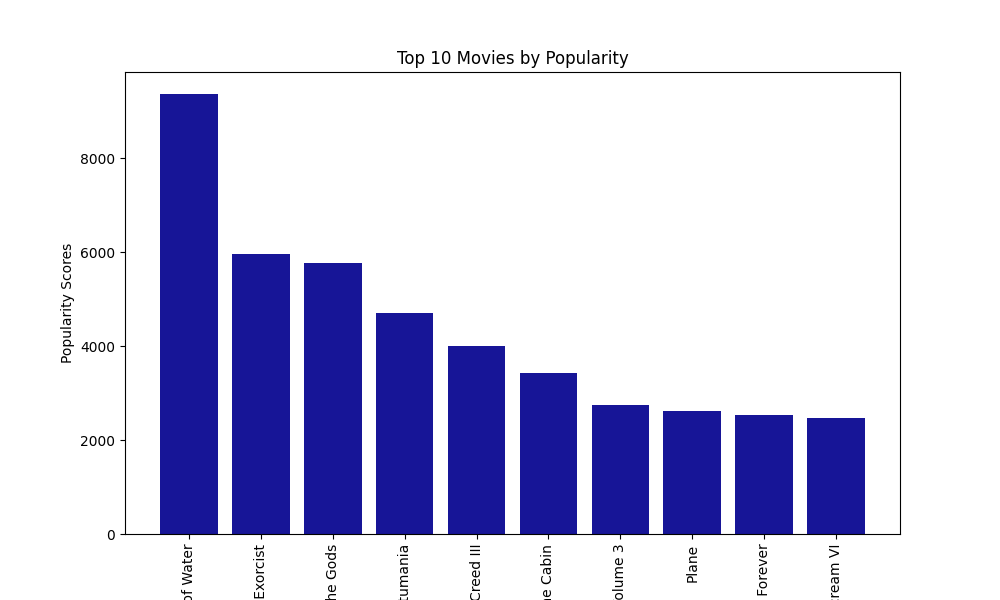 Top 10 Movies by Popularity
Popularity Scores
8000
6000
4000
2000
0
of Water
Exorcist
he Gods
tumania
Creed III
ne Cabin
olume 3
Plane
Forever
ream VI